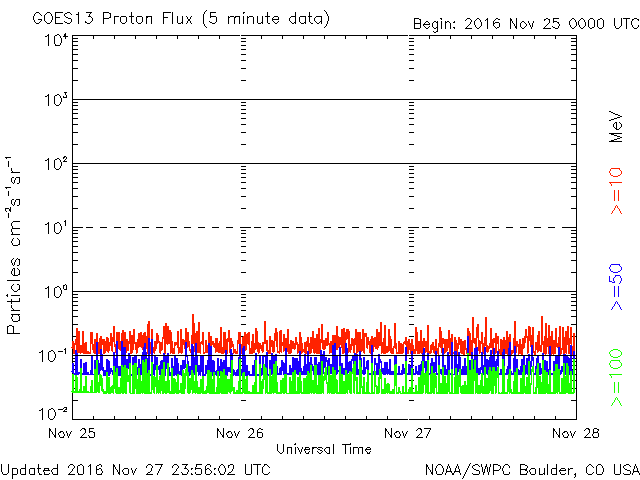 GOES13 Proton Flux (5 minute data)
Begin: 2016 Nov 25 0000 UTC
10⁴
10³
10²
10¹
10⁰
10⁻¹
10⁻²
Particles cm⁻²s⁻¹sr⁻¹
MeV
>=10
>=50
>=100
Nov 25 Nov 26 Nov 27 Nov 28
Universal Time
Updated 2016 Nov 27 23:56:02 UTC
NOAA/SWPC Boulder, CO USA